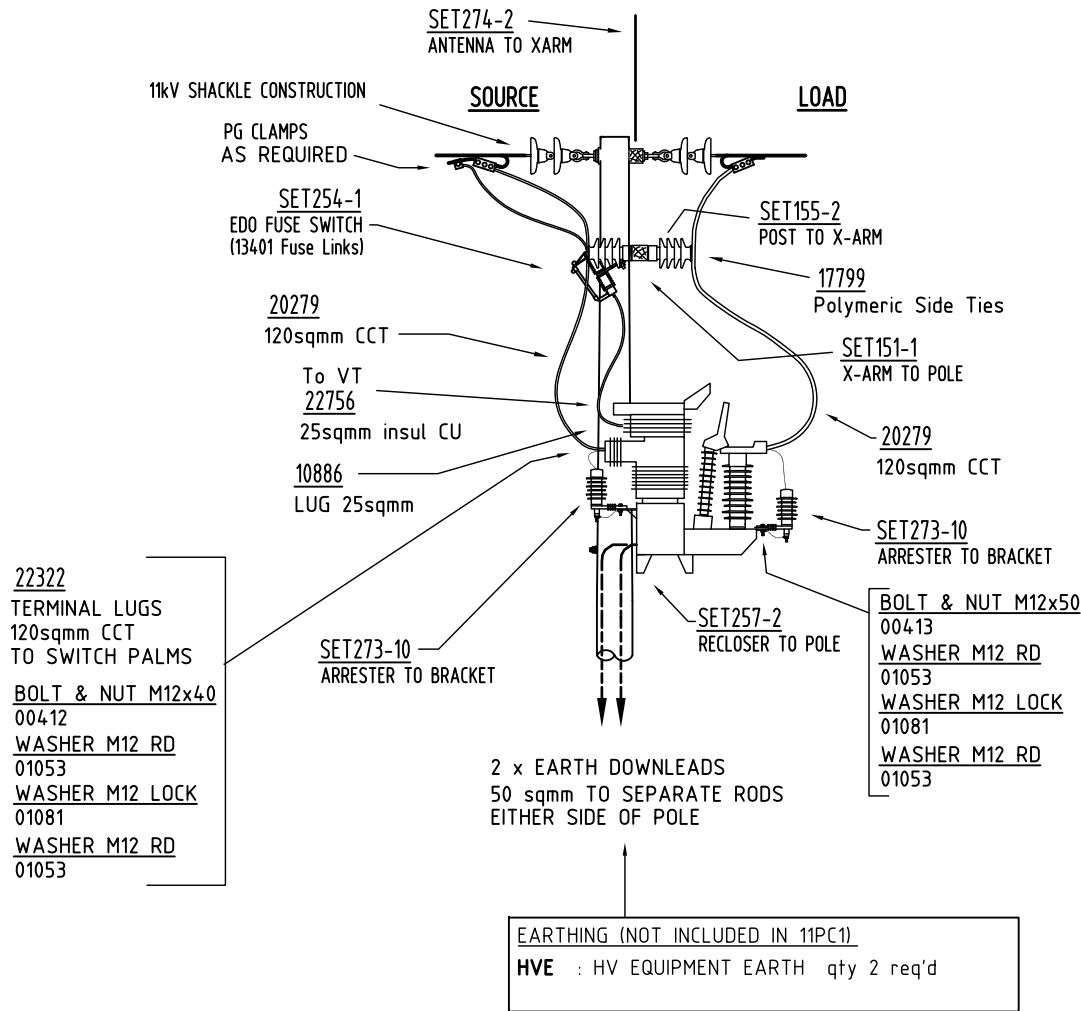 SET274-2
ANTENNA TO XARM
11kV SHACKLE CONSTRUCTION
SOURCE
LOAD
PG CLAMPS
AS REQUIRED
SET254-1
EDO FUSE SWITCH
(13401 Fuse Links)
SET155-2
POST TO X-ARM
17799
Polymeric Side Ties
20279
120sqmm CCT
SET151-1
X-ARM TO POLE
To VT
22756
25sqmm insul CU
20279
120sqmm CCT
10886
LUG 25sqmm
SET273-10
ARRESTER TO BRACKET
22322
TERMINAL LUGS
120sqmm CCT
TO SWITCH PALMS
BOLT & NUT M12x40
00412
WASHER M12 RD
01053
WASHER M12 LOCK
01081
WASHER M12 RD
01053
SET273-10
ARRESTER TO BRACKET
SET257-2
RECLOSER TO POLE
BOLT & NUT M12x50
00413
WASHER M12 RD
01053
WASHER M12 LOCK
01081
WASHER M12 RD
01053
2 x EARTH DOWNLEADS
50 sqmm TO SEPARATE RODS
EITHER SIDE OF POLE
EARTHING (NOT INCLUDED IN 11PC1)
HVE : HV EQUIPMENT EARTH qty 2 req'd